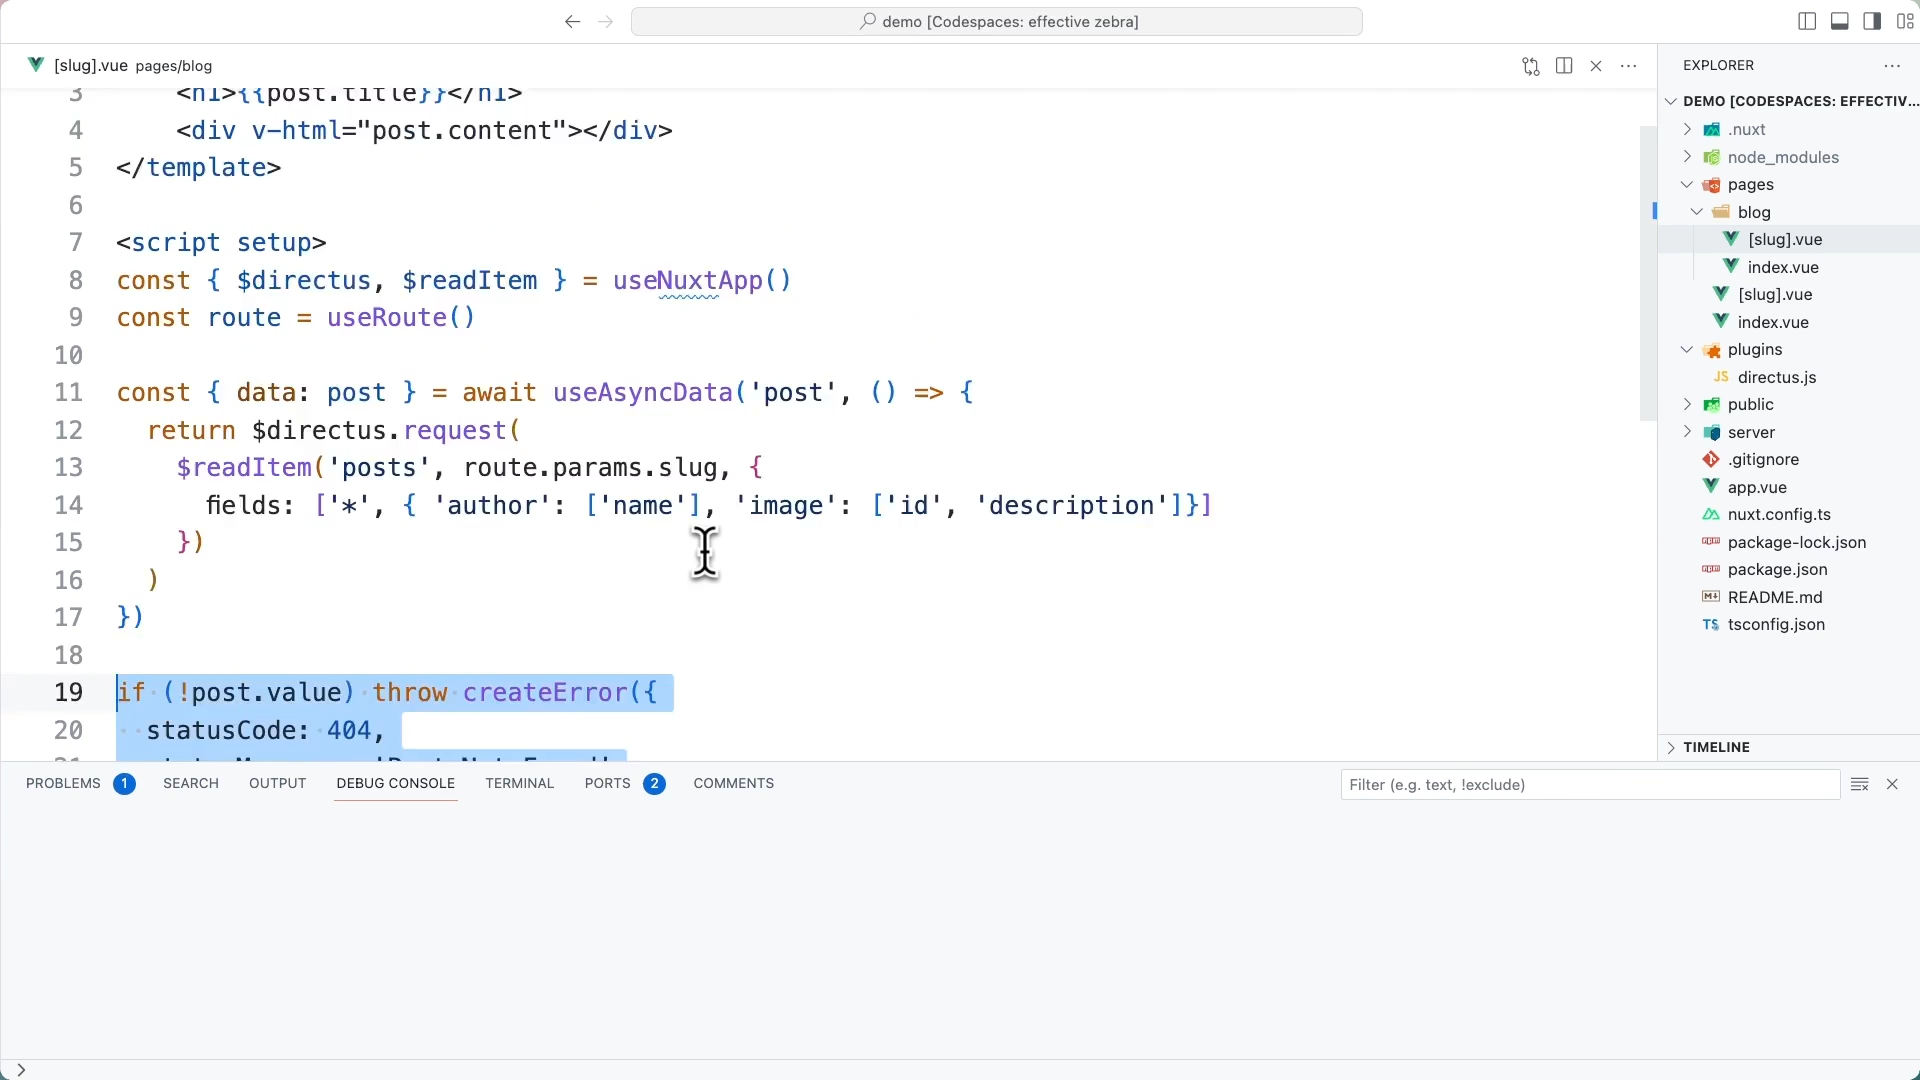 demo [Codespaces: effective zebra]
[slug].vue pages/blog
3 <h1>{{post.title}}</h1>
4 <div v-html="post.content"></div>
5 </template>
6
7 <script setup>
8 const { $directus, $readItem } = useNuxtApp()
9 const route = useRoute()
10
11 const { data: post } = await useAsyncData('post', () => {
12 return $directus.request(
13 $readItem('posts', route.params.slug, {
14 fields: ['*', { 'author': ['name'], 'image': ['id', 'description']}]
15 })
16 )
17 })
18
19 if (!post.value) throw createError({
20 statusCode: 404,
EXPLORER
DEMO [CODESPACES: EFFECTIV...
.nuxt
node_modules
pages
blog
[slug].vue
index.vue
[slug].vue
index.vue
plugins
JS directus.js
public
server
.gitignore
app.vue
nuxt.config.ts
package-lock.json
package.json
README.md
TS tsconfig.json
TIMELINE
PROBLEMS 1 SEARCH OUTPUT DEBUG CONSOLE TERMINAL PORTS 2 COMMENTS
Filter (e.g. text, !exclude)